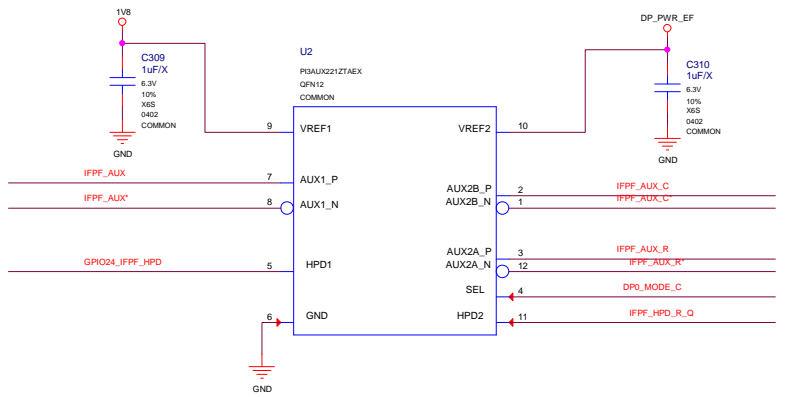 1V8
DP_PWR_EF
C309
1uF/X
6.3V
10%
X6S
0402
COMMON
GND
U2
PI3AUX221ZTAEX
QFN12
COMMON
C310
1uF/X
6.3V
10%
X6S
0402
COMMON
GND
9 VREF1 VREF2 10
IFPF_AUX 7 AUX1_P
IFPF_AUX* 8 AUX1_N
AUX2B_P 2 IFPF_AUX_C
AUX2B_N 1 IFPF_AUX_C*
AUX2A_P 3 IFPF_AUX_R
AUX2A_N 12 IFPF_AUX_R*
GPIO24_IFPF_HPD 5 HPD1
SEL 4 DP0_MODE_C
6 GND HPD2 11 IFPF_HPD_R_Q
GND